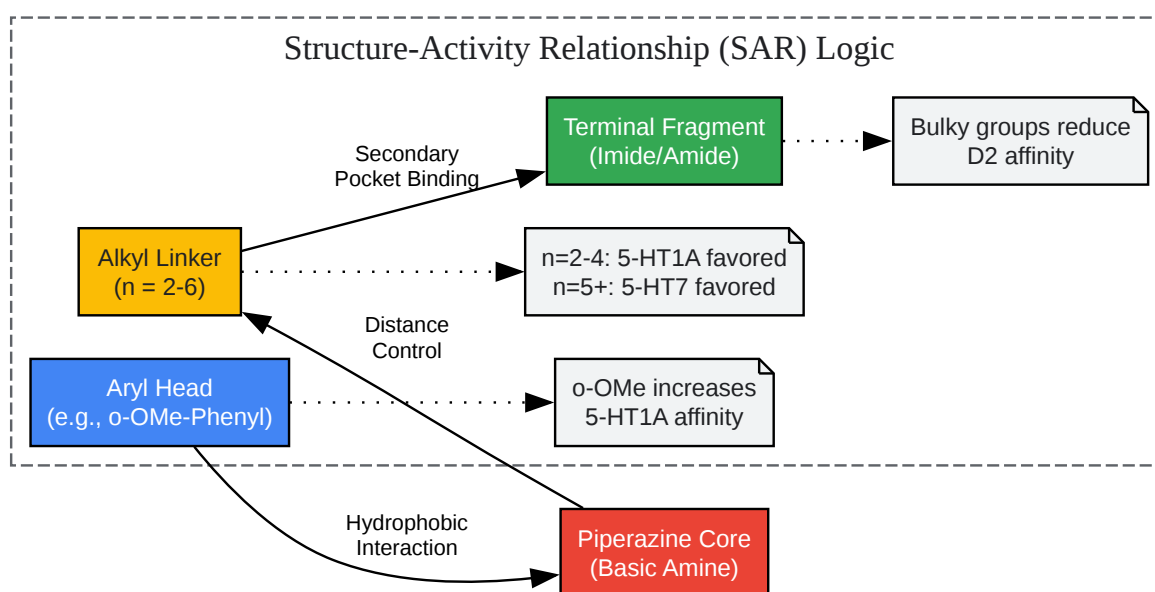 Structure-Activity Relationship (SAR) Logic
Terminal Fragment
(Imide/Amide)
Bulky groups reduce
D2 affinity
Secondary
Pocket Binding
Alkyl Linker
(n = 2-6)
n=2-4: 5-HT1A favored
n=5+: 5-HT7 favored
Distance
Control
Aryl Head
(e.g., o-OMe-Phenyl)
o-OMe increases
5-HT1A affinity
Hydrophobic
Interaction
Piperazine Core
(Basic Amine)